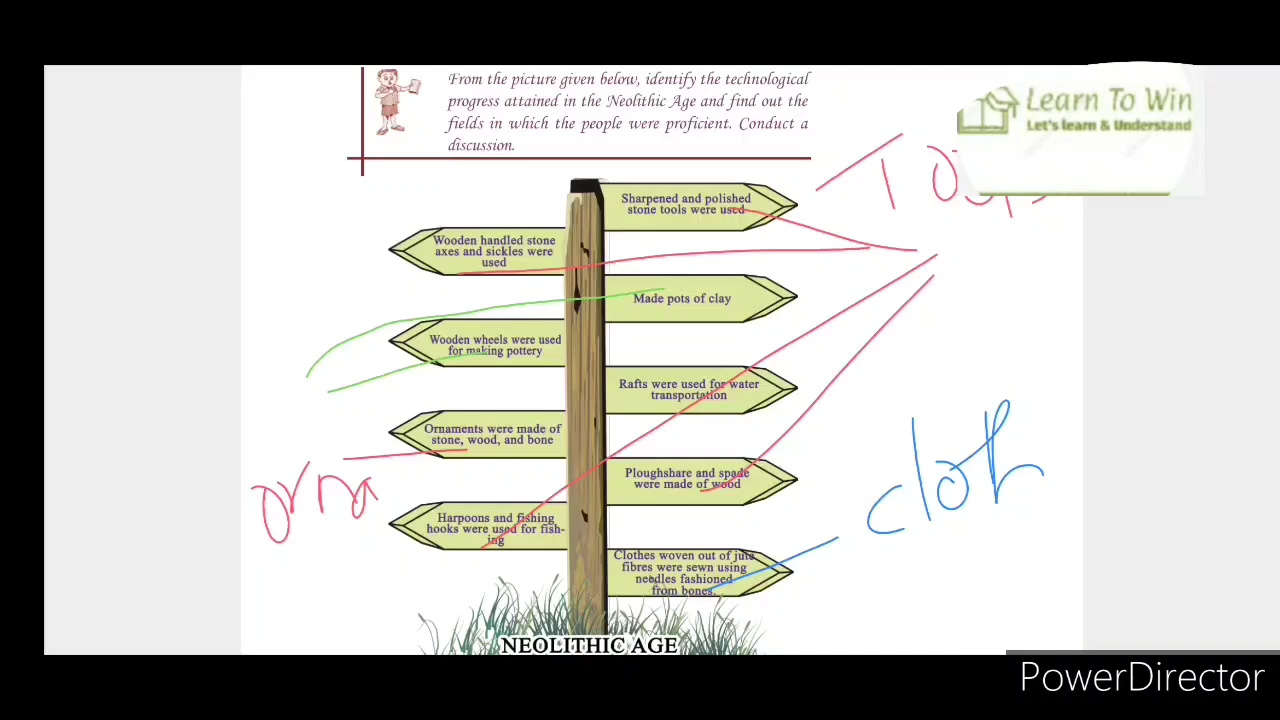 From the picture given below, identify the technological
progress attained in the Neolithic Age and find out the
fields in which the people were proficient. Conduct a
discussion.
Learn To Win
Let's learn & Understand
Sharpened and polished
stone tools were used
Wooden handled stone
axes and sickles were
used
Made pots of clay
Wooden wheels were used
for making pottery
Rafts were used for water
transportation
Ornaments were made of
stone, wood, and bone
orna
Ploughshare and spade
were made of wood
cloth
Harpoons and fishing
hooks were used for fish-
ing
Clothes woven out of jute
fibres were sewn using
needles fashioned
from bones.
NEOLITHIC AGE
PowerDirector